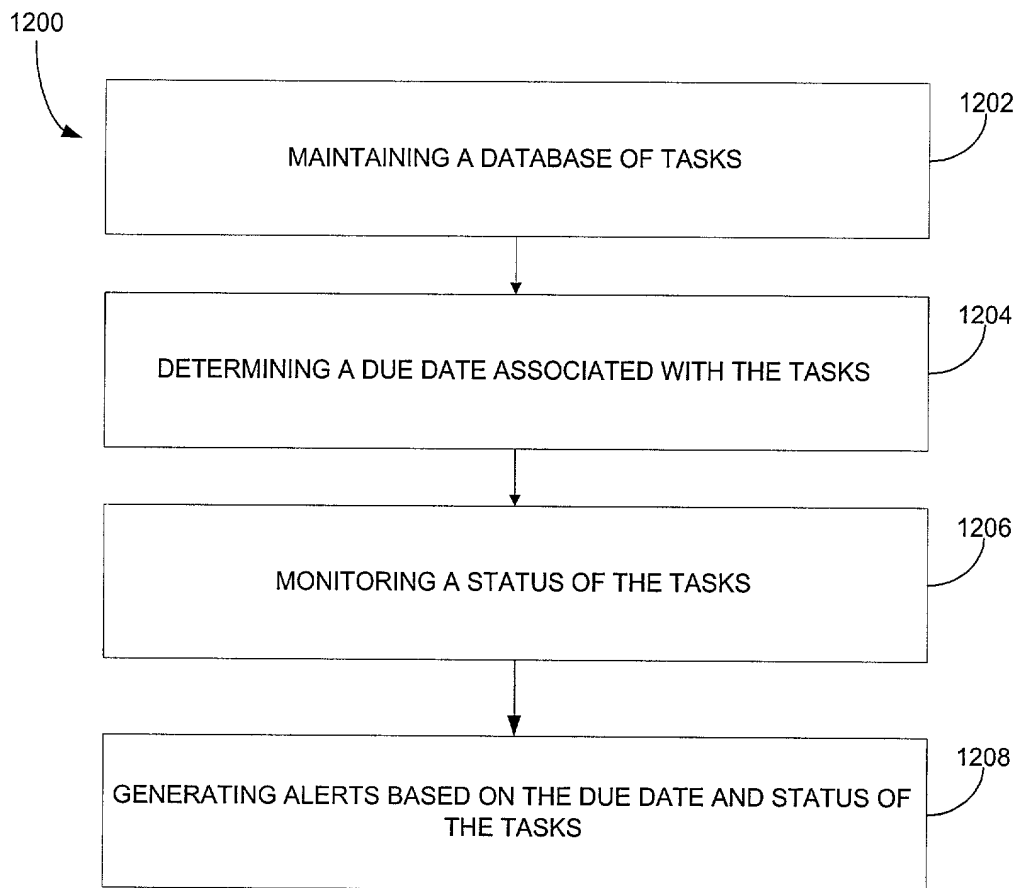 1200
1202
MAINTAINING A DATABASE OF TASKS
1204
DETERMINING A DUE DATE ASSOCIATED WITH THE TASKS
1206
MONITORING A STATUS OF THE TASKS
1208
GENERATING ALERTS BASED ON THE DUE DATE AND STATUS OF
THE TASKS